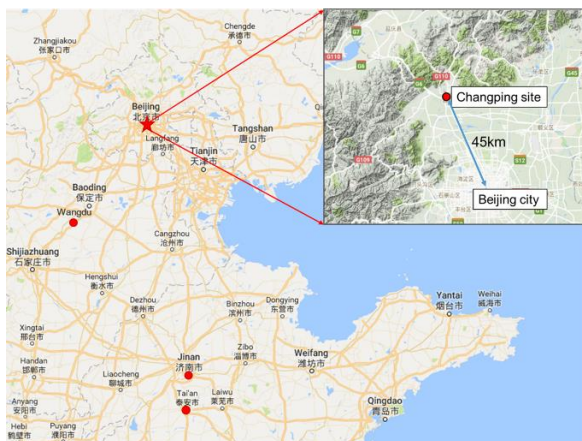 Zhangjiakou
张家口市
Chengde
承德市
Beijing
Langfang
廊坊市
Tangshan
唐山市
Tianjin
天津市
Baoding
保定市
Wangdu
Cangzhou
沧州市
Shijiazhuang
石家庄市
Hengshui
衡水市
Dezhou
德州市
Binzhou
滨州市
Dongying
东营市
Yantai
烟台市
Weihai
威海市
Xingtai
邢台市
Zibo
淄博市
Jinan
济南市
Weifang
潍坊市
Handan
邯郸市
Liaocheng
聊城市
Tai'an
泰安市
Laiwu
莱芜市
Anyang
安阳市
Qingdao
青岛市
Hebi
鹤壁市
Puyang
濮阳市
G7
G6
G110
G110
G45
G109
S12
Changping site
45km
Beijing city